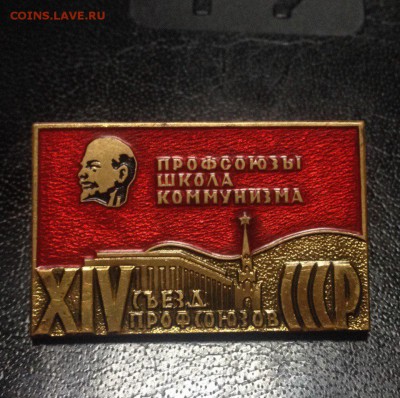 COINS.LAVE.RU
ПРОФСОЮЗЫ
ШКОЛА
КОММУНИЗМА
XIV СЪЕЗД СССР
ПРОФСОЮЗОВ